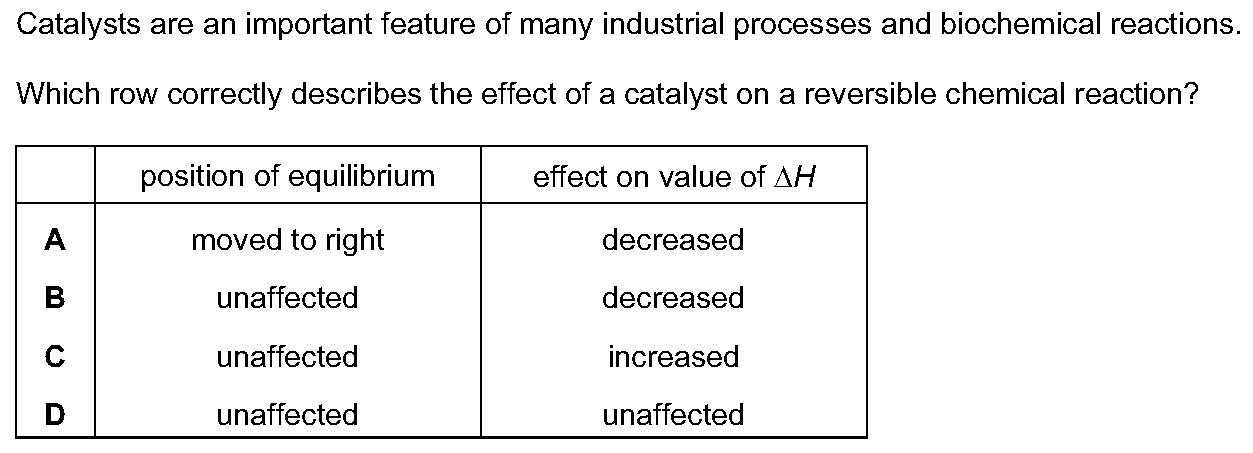 Catalysts are an important feature of many industrial processes and biochemical reactions.
Which row correctly describes the effect of a catalyst on a reversible chemical reaction?
position of equilibrium effect on value of ΔH
A moved to right decreased
B unaffected decreased
C unaffected increased
D unaffected unaffected